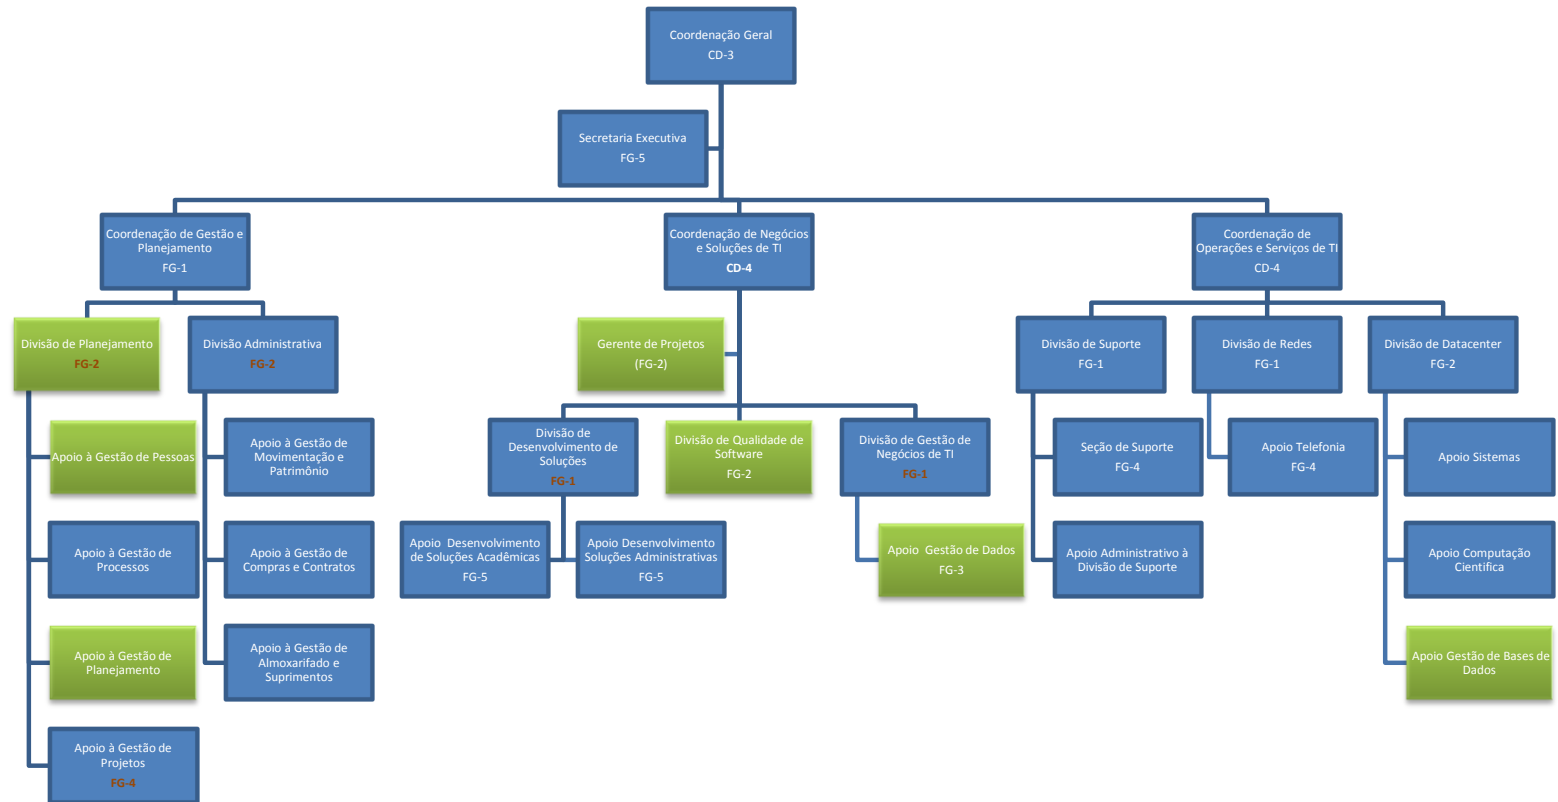 Coordenação Geral
CD-3
Secretaria Executiva
FG-5
Coordenação de Gestão e
Planejamento
FG-1
Coordenação de Negócios
e Soluções de TI
CD-4
Coordenação de
Operações e Serviços de TI
CD-4
Divisão de Planejamento
FG-2
Divisão Administrativa
FG-2
Gerente de Projetos
(FG-2)
Divisão de Suporte
FG-1
Divisão de Redes
FG-1
Divisão de Datacenter
FG-2
Apoio à Gestão de Pessoas
Apoio à Gestão de
Movimentação e
Patrimônio
Divisão de
Desenvolvimento de
Soluções
FG-1
Divisão de Qualidade de
Software
FG-2
Divisão de Gestão de
Negócios de TI
FG-1
Seção de Suporte
FG-4
Apoio Telefonia
FG-4
Apoio Sistemas
Apoio à Gestão de
Processos
Apoio à Gestão de
Compras e Contratos
Apoio  Desenvolvimento
de Soluções Acadêmicas
FG-5
Apoio Desenvolvimento
Soluções Administrativas
FG-5
Apoio  Gestão de Dados
FG-3
Apoio Administrativo à
Divisão de Suporte
Apoio Computação
Cientifica
Apoio à Gestão de
Planejamento
Apoio à Gestão de
Almoxarifado e
Suprimentos
Apoio Gestão de Bases de
Dados
Apoio à Gestão de
Projetos
FG-4